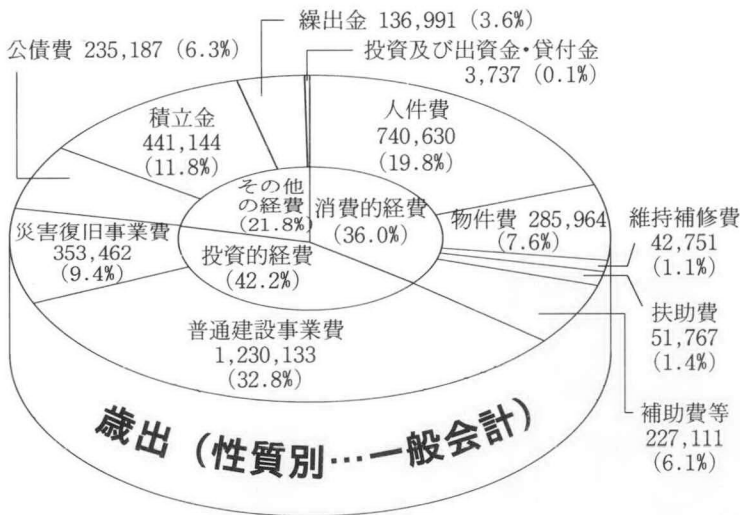 繰出金 136,991 (3.6%)
公債費 235,187 (6.3%)
投資及び出資金・貸付金
3,737 (0.1%)
積立金
441,144
(11.8%)
人件費
740,630
(19.8%)
その他
の経費
(21.8%)
消費的経費
(36.0%)
物件費 285,964
(7.6%)
維持補修費
42,751
(1.1%)
災害復旧事業費
353,462
(9.4%)
投資的経費
(42.2%)
扶助費
51,767
(1.4%)
普通建設事業費
1,230,133
(32.8%)
補助費等
227,111
(6.1%)
歳出（性質別…一般会計）